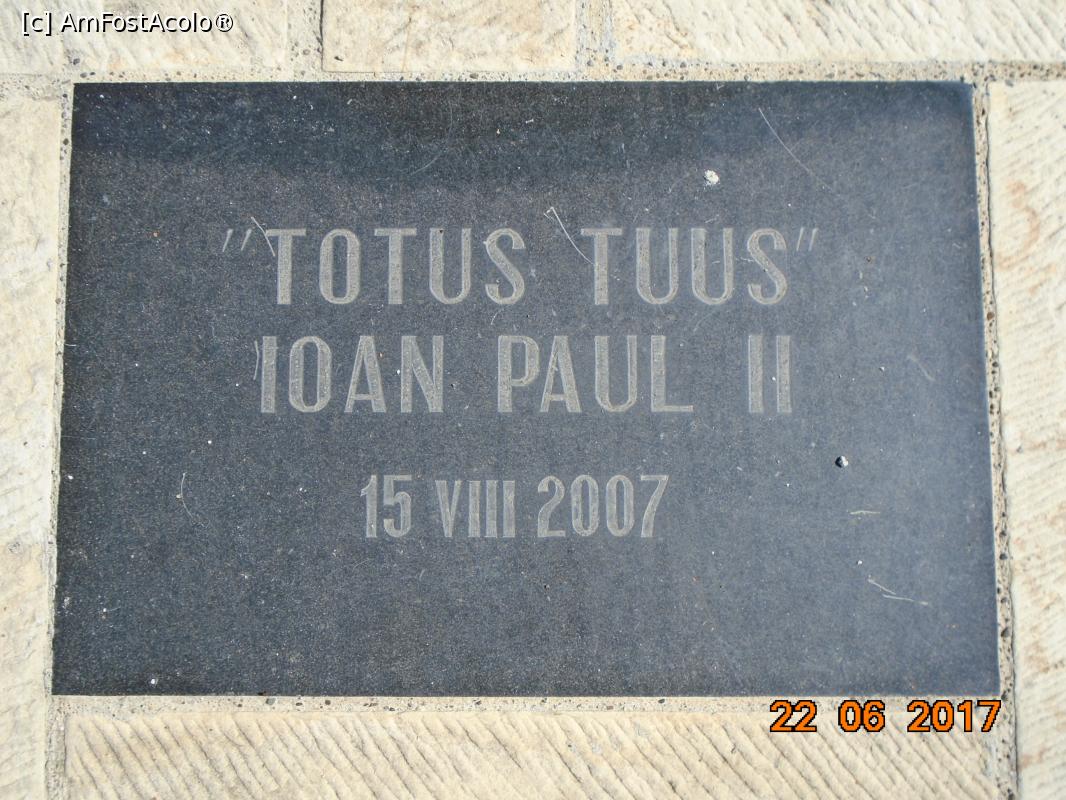 [c] AmFostAcolo®
"TOTUS TUUS"
IOAN PAUL II
15 VIII 2007
22 06 2017